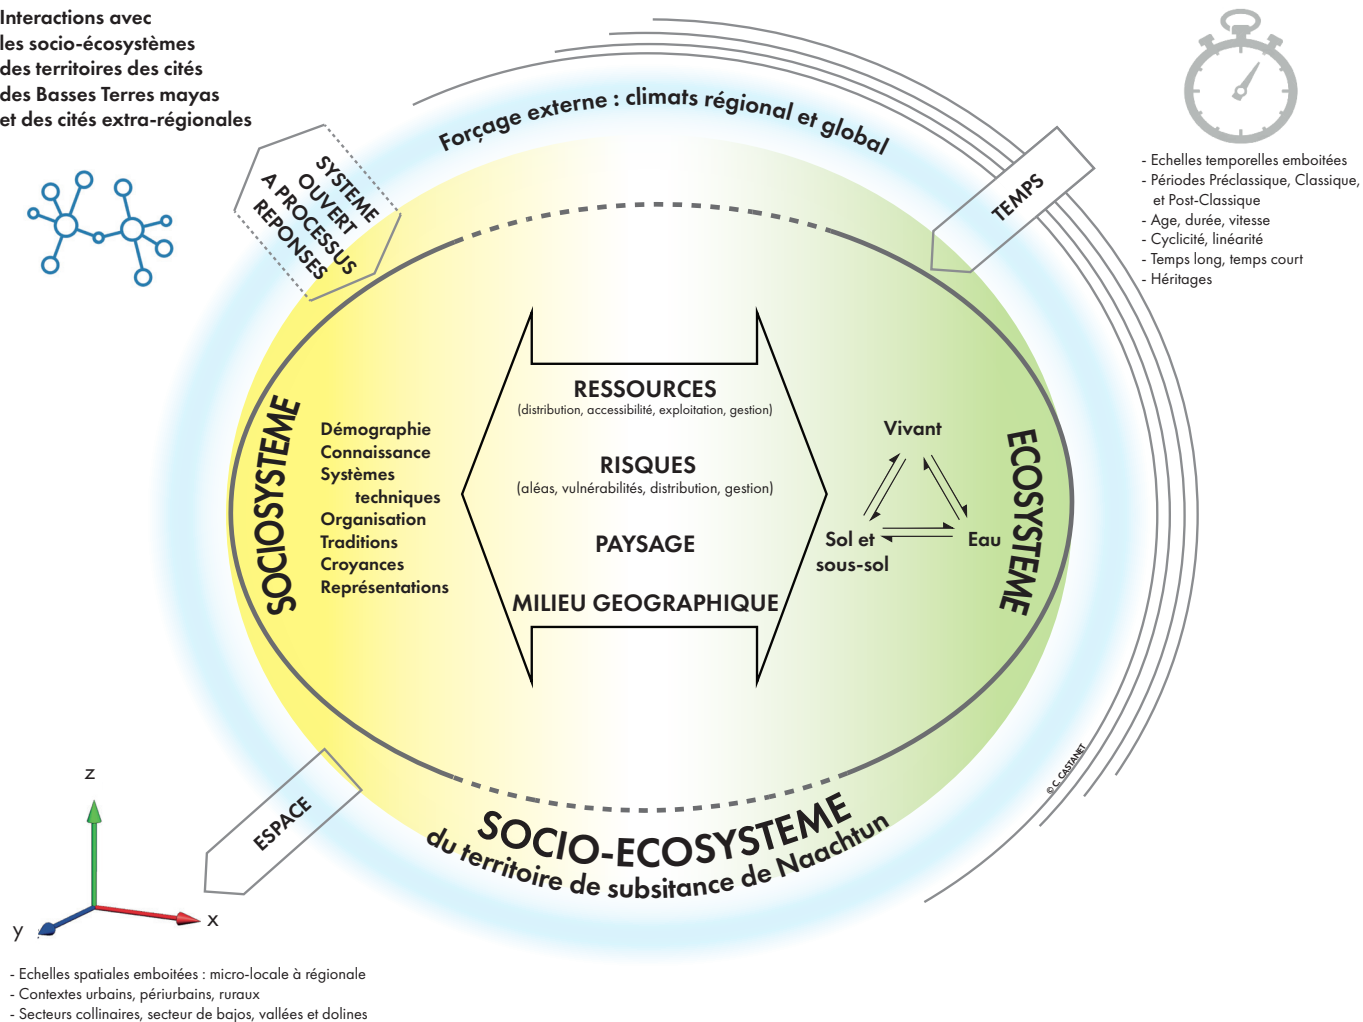 Interactions avec
les socio-écosystèmes
des territoires des cités
des Basses Terres mayas
et des cités extra-régionales
Forçage externe : climats régional et global
SYSTEME
OUVERT
A PROCESSUS
REPONSES
TEMPS
- Echelles temporelles emboitées
- Périodes Préclassique, Classique,
et Post-Classique
- Age, durée, vitesse
- Cyclicité, linéarité
- Temps long, temps court
- Héritages
SOCIOSYSTEME
Démographie
Connaissance
Systèmes
techniques
Organisation
Traditions
Croyances
Représentations
RESSOURCES
(distribution, accessibilité, exploitation, gestion)
RISQUES
(aléas, vulnérabilités, distribution, gestion)
PAYSAGE
MILIEU GEOGRAPHIQUE
Vivant
Sol et
sous-sol
Eau
ECOSYSTEME
ESPACE
SOCIO-ECOSYSTEME
du territoire de subsitance de Naachtun
© C. CASTANET
z
y
x
- Echelles spatiales emboitées : micro-locale à régionale
- Contextes urbains, périurbains, ruraux
- Secteurs collinaires, secteur de bajos, vallées et dolines